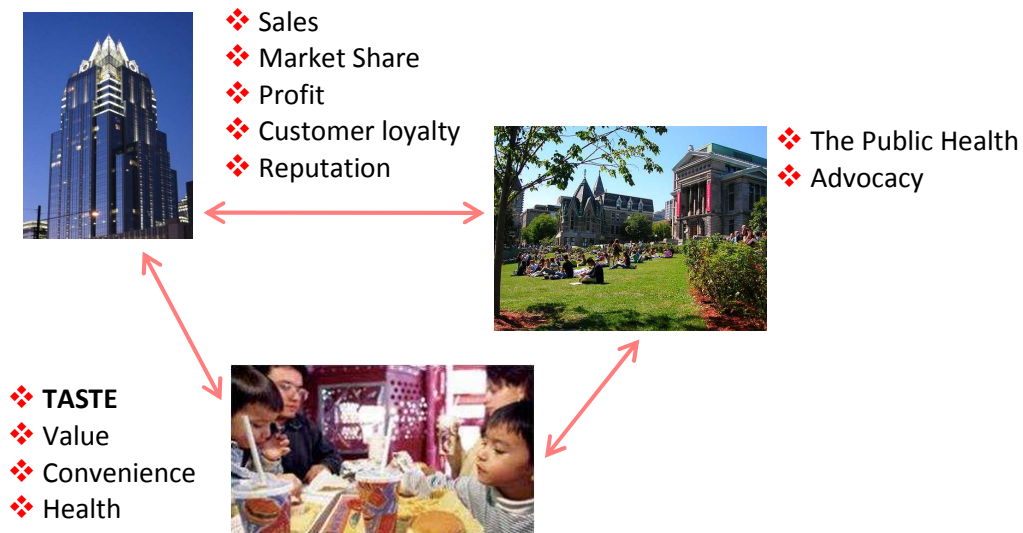 Sales
Market Share
Profit
Customer loyalty
Reputation
The Public Health
Advocacy
TASTE
Value
Convenience
Health